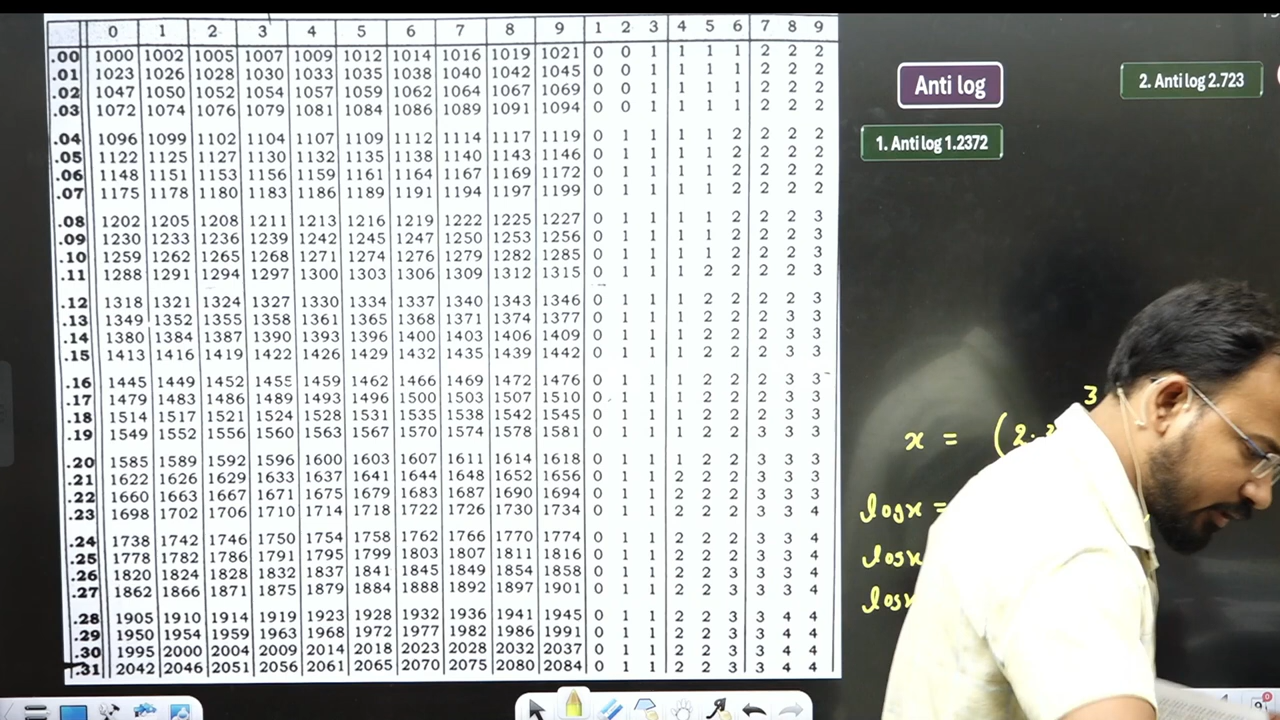 0 1 2 3 4 5 6 7 8 9 1 2 3 4 5 6 7 8 9
.00 1000 1002 1005 1007 1009 1012 1014 1016 1019 1021 0 0 1 1 1 1 2 2 2
.01 1023 1026 1028 1030 1033 1035 1038 1040 1042 1045 0 0 1 1 1 1 2 2 2
.02 1047 1050 1052 1054 1057 1059 1062 1064 1067 1069 0 0 1 1 1 1 2 2 2
.03 1072 1074 1076 1079 1081 1084 1086 1089 1091 1094 0 0 1 1 1 1 2 2 2
.04 1096 1099 1102 1104 1107 1109 1112 1114 1117 1119 0 1 1 1 1 2 2 2 2
.05 1122 1125 1127 1130 1132 1135 1138 1140 1143 1146 0 1 1 1 1 2 2 2 2
.06 1148 1151 1153 1156 1159 1161 1164 1167 1169 1172 0 1 1 1 1 2 2 2 2
.07 1175 1178 1180 1183 1186 1189 1191 1194 1197 1199 0 1 1 1 1 2 2 2 2
.08 1202 1205 1208 1211 1213 1216 1219 1222 1225 1227 0 1 1 1 1 2 2 2 3
.09 1230 1233 1236 1239 1242 1245 1247 1250 1253 1256 0 1 1 1 1 2 2 2 3
.10 1259 1262 1265 1268 1271 1274 1276 1279 1282 1285 0 1 1 1 1 2 2 2 3
.11 1288 1291 1294 1297 1300 1303 1306 1309 1312 1315 0 1 1 1 2 2 2 2 3
.12 1318 1321 1324 1327 1330 1334 1337 1340 1343 1346 0 1 1 1 2 2 2 2 3
.13 1349 1352 1355 1358 1361 1365 1368 1371 1374 1377 0 1 1 1 2 2 2 3 3
.14 1380 1384 1387 1390 1393 1396 1400 1403 1406 1409 0 1 1 1 2 2 2 3 3
.15 1413 1416 1419 1422 1426 1429 1432 1435 1439 1442 0 1 1 1 2 2 2 3 3
.16 1445 1449 1452 1455 1459 1462 1466 1469 1472 1476 0 1 1 1 2 2 2 3 3
.17 1479 1483 1486 1489 1493 1496 1500 1503 1507 1510 0 1 1 1 2 2 2 3 3
.18 1514 1517 1521 1524 1528 1531 1535 1538 1542 1545 0 1 1 1 2 2 2 3 3
.19 1549 1552 1556 1560 1563 1567 1570 1574 1578 1581 0 1 1 1 2 2 3 3 3
.20 1585 1589 1592 1596 1600 1603 1607 1611 1614 1618 0 1 1 1 2 2 3 3 3
.21 1622 1626 1629 1633 1637 1641 1644 1648 1652 1656 0 1 1 2 2 2 3 3 3
.22 1660 1663 1667 1671 1675 1679 1683 1687 1690 1694 0 1 1 2 2 2 3 3 3
.23 1698 1702 1706 1710 1714 1718 1722 1726 1730 1734 0 1 1 2 2 2 3 3 4
.24 1738 1742 1746 1750 1754 1758 1762 1766 1770 1774 0 1 1 2 2 2 3 3 4
.25 1778 1782 1786 1791 1795 1799 1803 1807 1811 1816 0 1 1 2 2 2 3 3 4
.26 1820 1824 1828 1832 1837 1841 1845 1849 1854 1858 0 1 1 2 2 3 3 3 4
.27 1862 1866 1871 1875 1879 1884 1888 1892 1897 1901 0 1 1 2 2 3 3 3 4
.28 1905 1910 1914 1919 1923 1928 1932 1936 1941 1945 0 1 1 2 2 3 3 4 4
.29 1950 1954 1959 1963 1968 1972 1977 1982 1986 1991 0 1 1 2 2 3 3 4 4
.30 1995 2000 2004 2009 2014 2018 2023 2028 2032 2037 0 1 1 2 2 3 3 4 4
.31 2042 2046 2051 2056 2061 2065 2070 2075 2080 2084 0 1 1 2 2 3 3 4 4
Anti log
2. Anti log 2.723
1. Anti log 1.2372
3
x = (2.
log x =
log x
log x